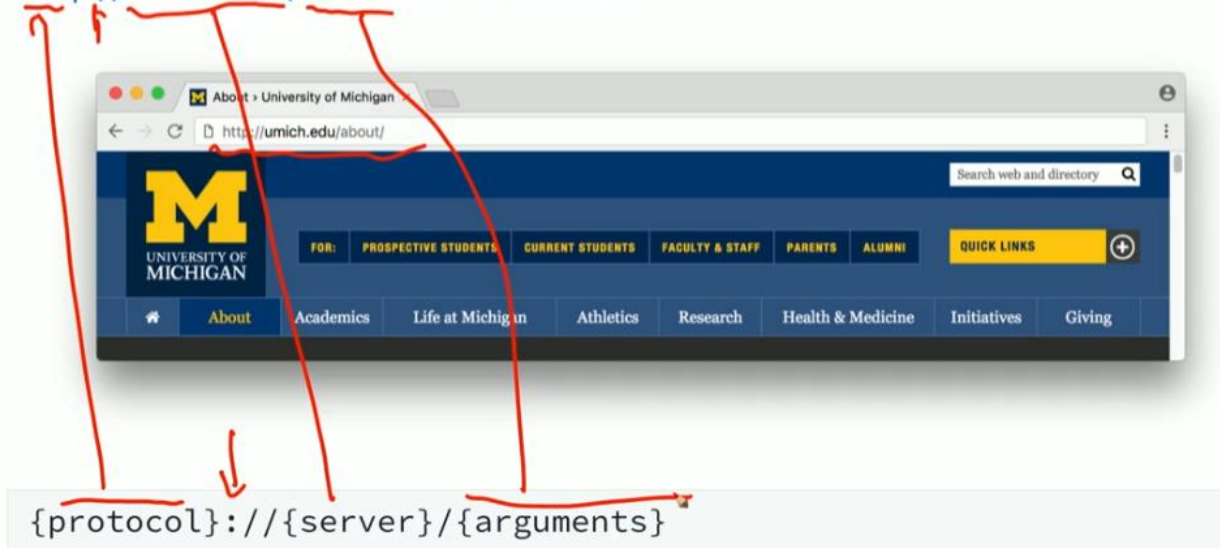 About › University of Michigan ×
http://umich.edu/about/
Search web and directory
M
UNIVERSITY OF
MICHIGAN
FOR: PROSPECTIVE STUDENTS CURRENT STUDENTS FACULTY & STAFF PARENTS ALUMNI QUICK LINKS
About Academics Life at Michigan Athletics Research Health & Medicine Initiatives Giving
{protocol}://{server}/{arguments}